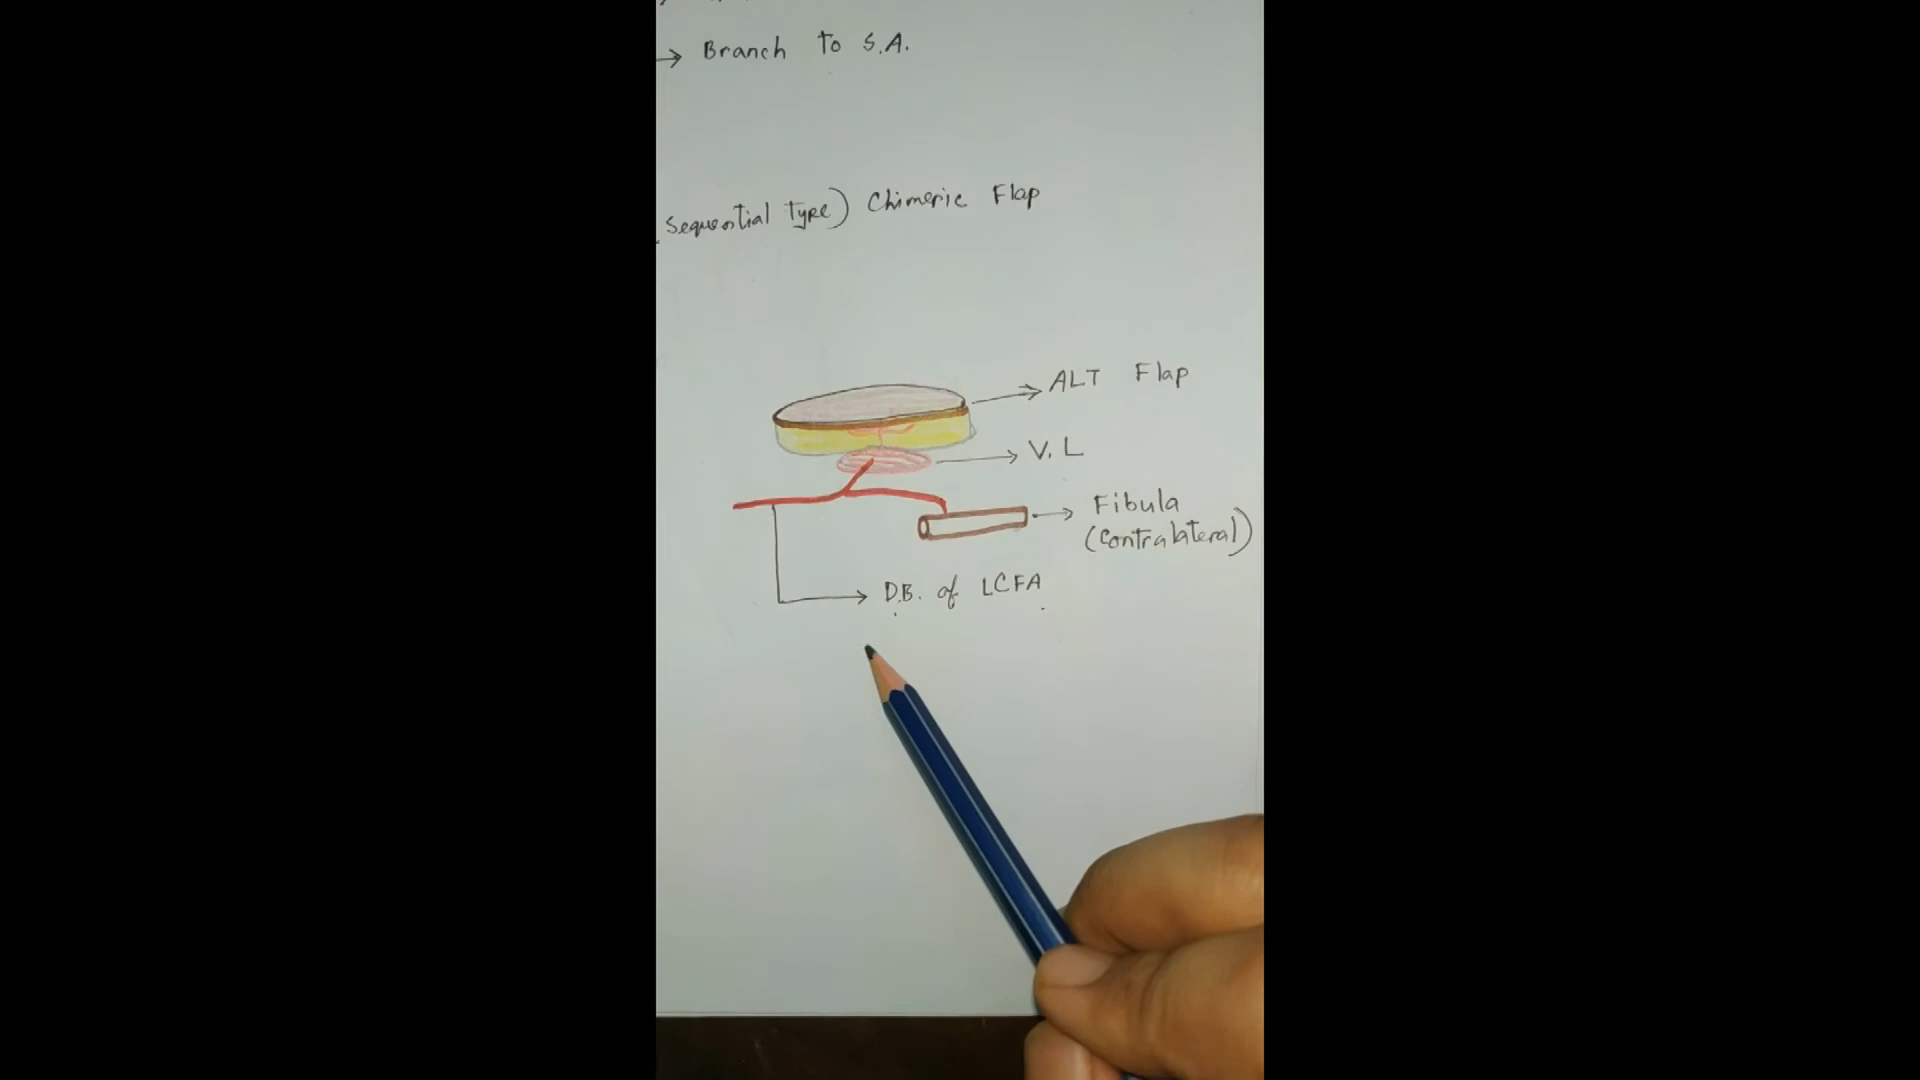 → Branch to S.A.
Sequential Type) Chimeric Flap
ALT Flap
V.L
Fibula
(Contralateral)
D.B. of LCFA